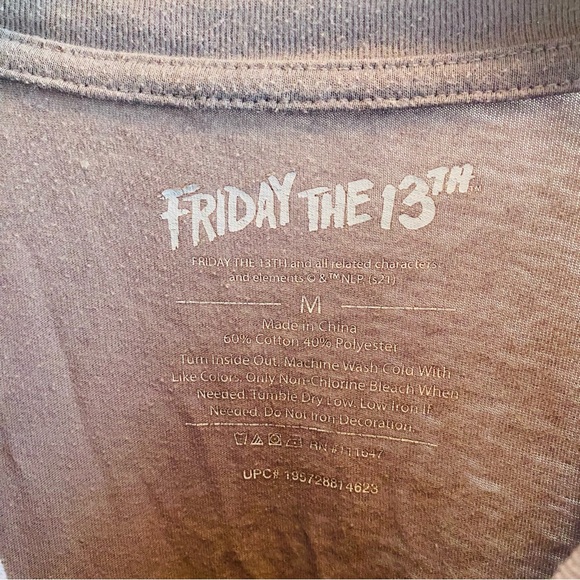 FRIDAY THE 13TH
FRIDAY THE 13TH and all related characters
and elements © & ™ NLP. (s21)
M
Made in China
60% Cotton 40% Polyester
Turn Inside Out. Machine Wash Cold With
Like Colors. Only Non-Chlorine Bleach When
Needed. Tumble Dry Low. Low Iron If
Needed. Do Not Iron Decoration.
RN #111647
UPC# 195728814623